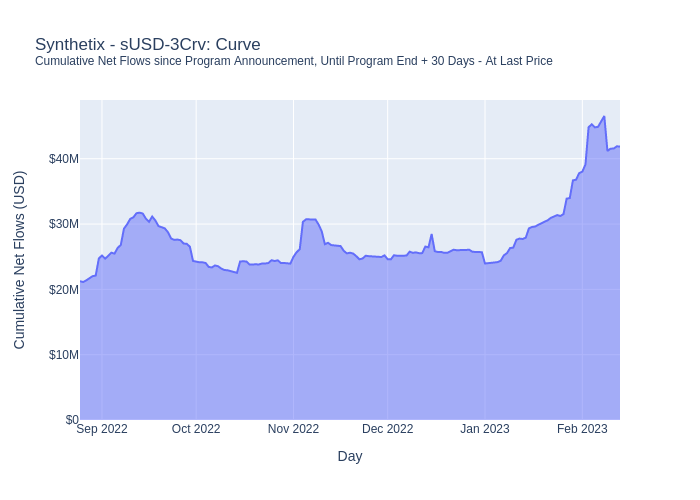 Synthetix - sUSD-3Crv: Curve
Cumulative Net Flows since Program Announcement, Until Program End + 30 Days - At Last Price
Cumulative Net Flows (USD)
$40M
$30M
$20M
$10M
$0
Sep 2022
Oct 2022
Nov 2022
Dec 2022
Jan 2023
Feb 2023
Day